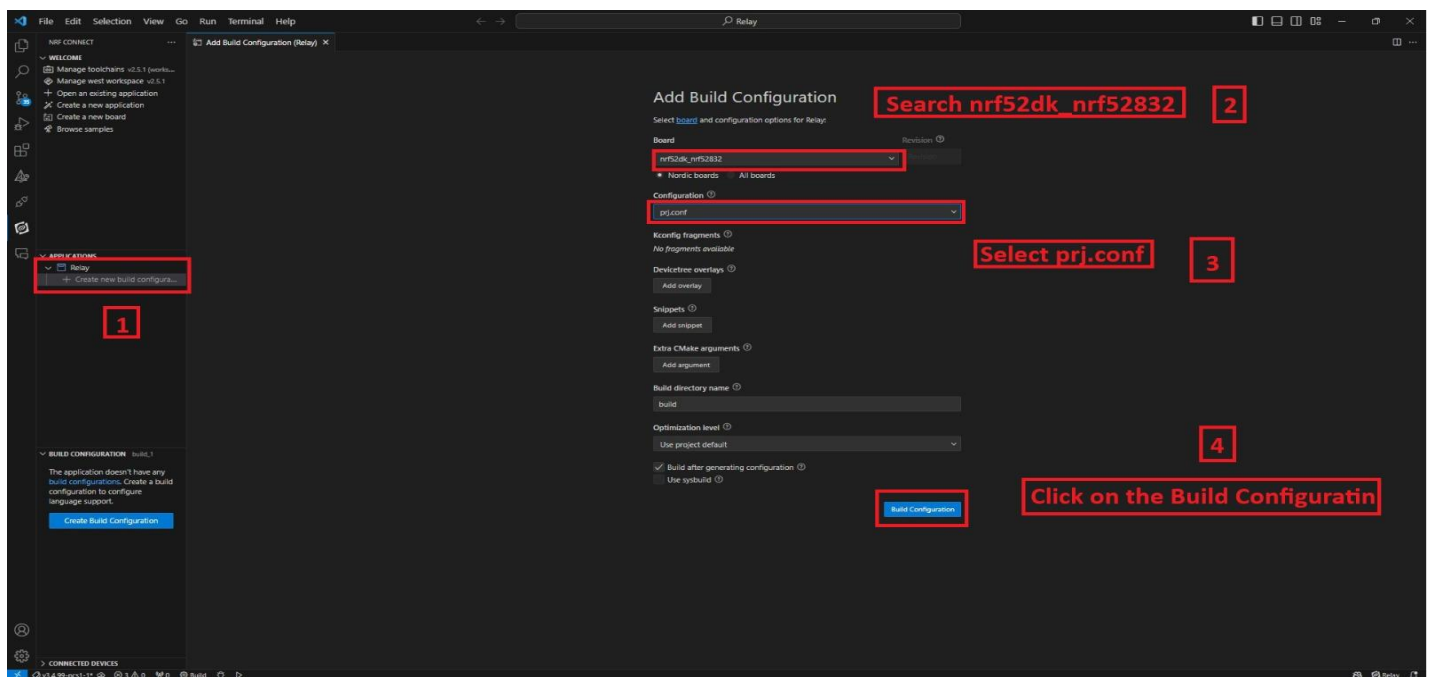 File Edit Selection View Go Run Terminal Help
Relay
NRF CONNECT
Add Build Configuration (Relay)
WELCOME
Manage toolchains v2.5.1 (works...
Manage west workspace v2.5.1
Open an existing application
Create a new application
Create a new board
Browse samples
Add Build Configuration
Search nrf52dk_nrf52832
2
Select board and configuration options for Relay:
Board
Revision
nrf52dk_nrf52832
Nordic boards All boards
Configuration
prj.conf
Kconfig fragments
No fragments available
Select prj.conf
3
APPLICATIONS
Relay
Create new build configura...
1
Devicetree overlays
Add overlay
Snippets
Add snippet
Extra CMake arguments
Add argument
Build directory name
build
Optimization level
Use project default
4
Build after generating configuration
Use sysbuild
Click on the Build Configuratin
Build Configuration
BUILD CONFIGURATION build_1
The application doesn't have any
build configurations. Create a build
configuration to configure
language support.
Create Build Configuration
CONNECTED DEVICES
Build
Relay